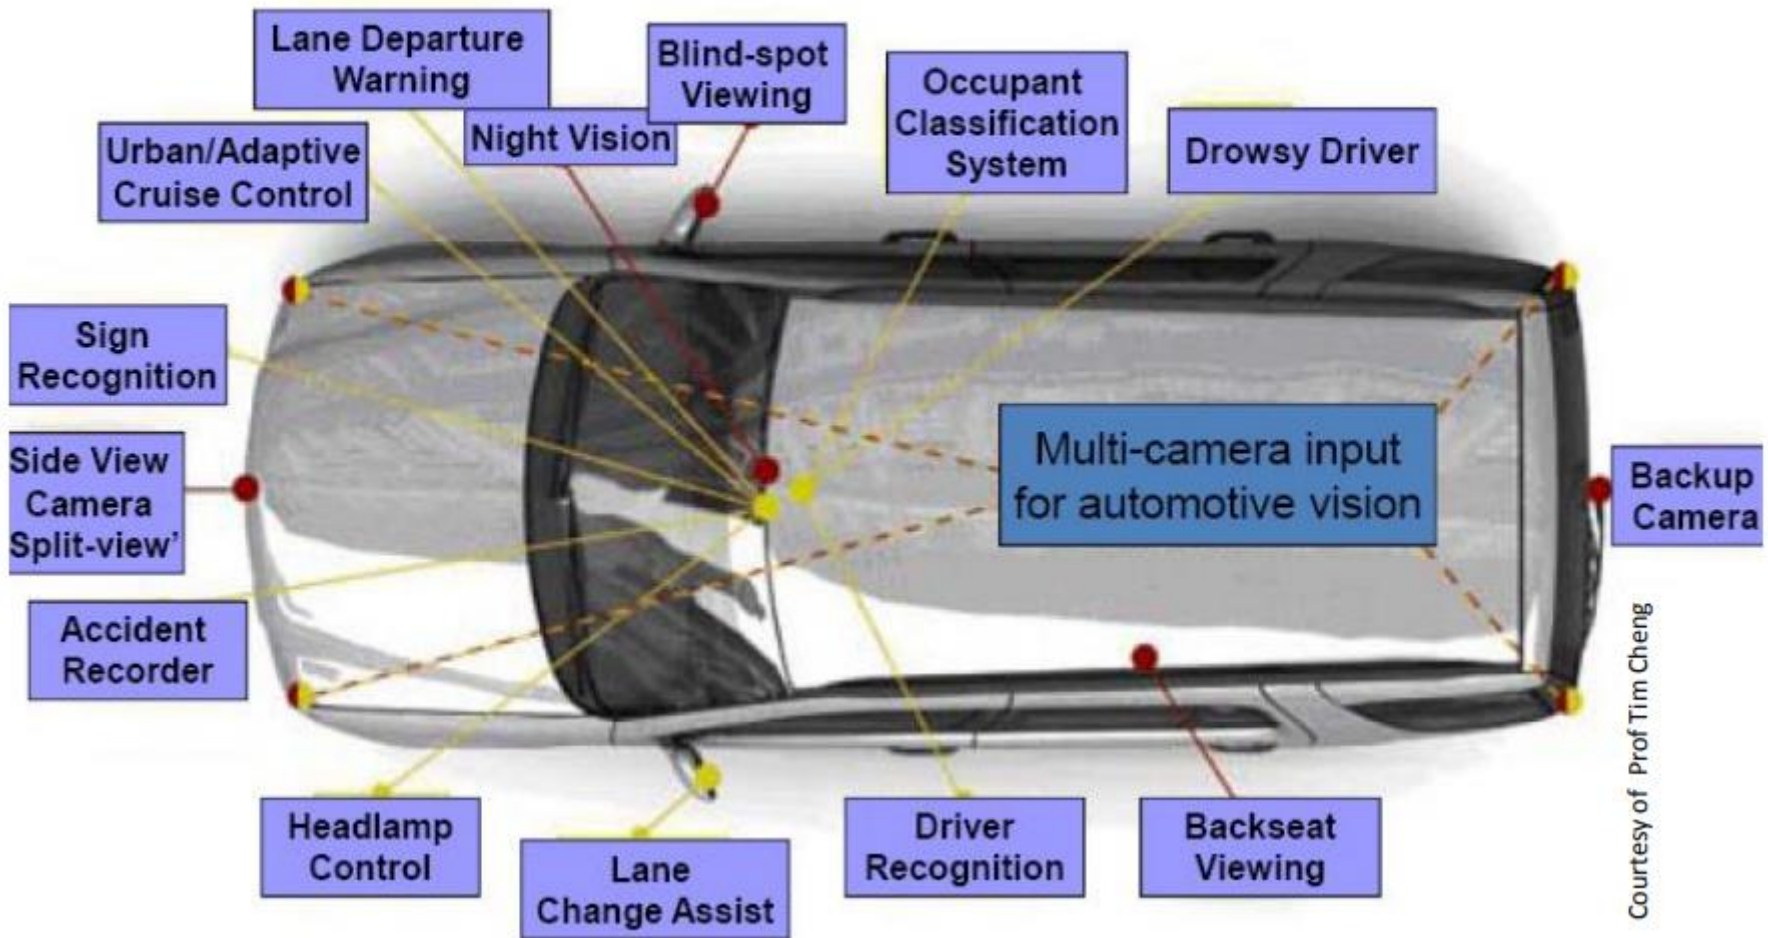 Lane Departure
Warning
Blind-spot
Viewing
Night Vision
Occupant
Classification
System
Drowsy Driver
Urban/Adaptive
Cruise Control
Sign
Recognition
Side View
Camera
Split-view’
Multi-camera input
for automotive vision
Backup
Camera
Accident
Recorder
Headlamp
Control
Lane
Change Assist
Driver
Recognition
Backseat
Viewing
Courtesy of Prof Tim Cheng